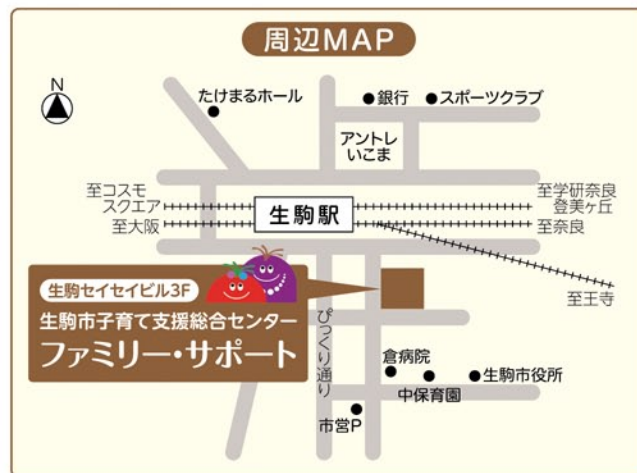 周辺MAP
N
たけまるホール
銀行
スポーツクラブ
アントレ
いこま
至コスモ
スクエア
至大阪
生駒駅
至学研奈良
登美ヶ丘
至奈良
至王寺
生駒セイセイビル3F
生駒市子育て支援総合センター
ファミリー・サポート
ぴっくり通り
倉病院
中保育園
生駒市役所
市営P